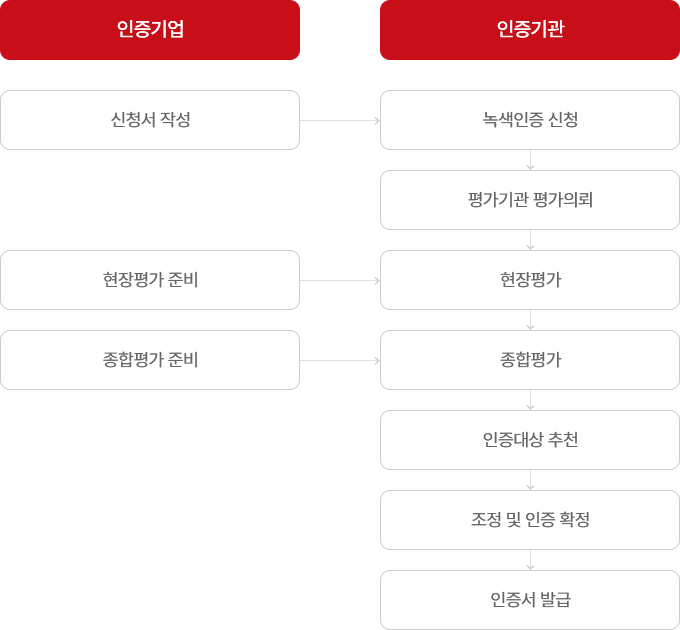 인증기업
인증기관
신청서 작성
녹색인증 신청
평가기관 평가의뢰
현장평가 준비
현장평가
종합평가 준비
종합평가
인증대상 추천
조정 및 인증 확정
인증서 발급